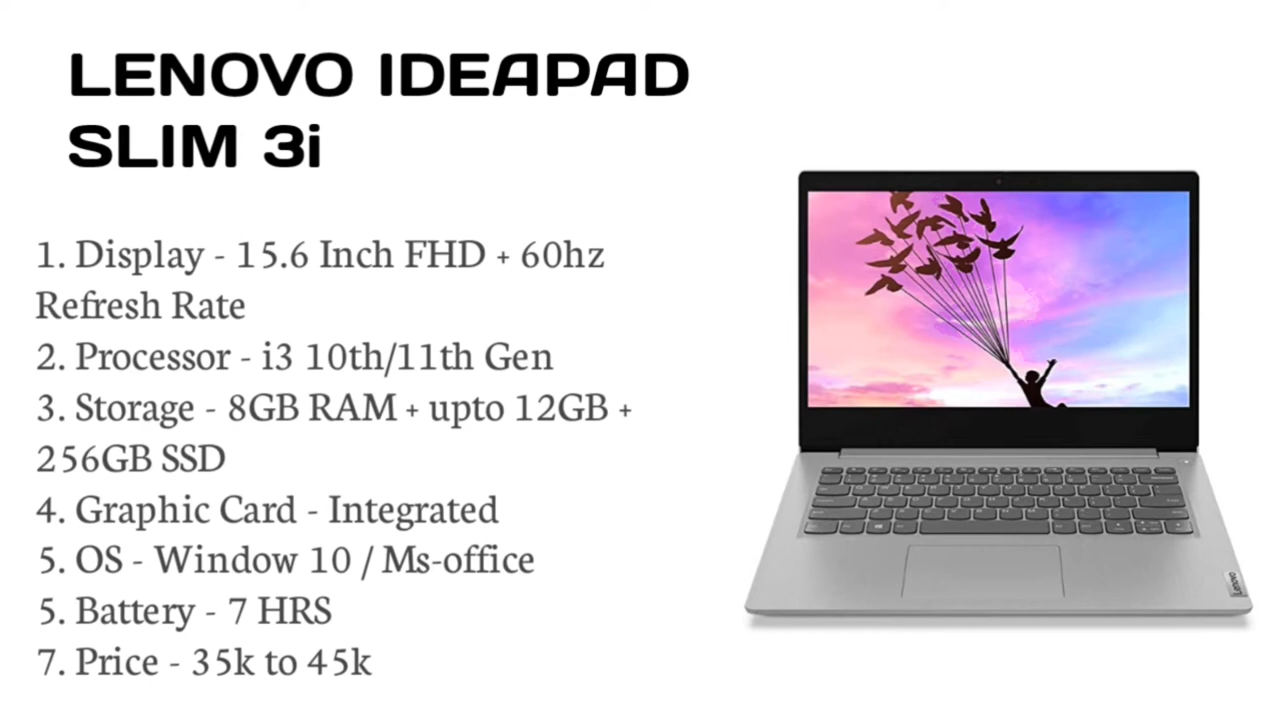 LENOVO IDEAPAD
SLIM 3i
1. Display - 15.6 Inch FHD + 60hz
Refresh Rate
2. Processor - i3 10th/11th Gen
3. Storage - 8GB RAM + upto 12GB +
256GB SSD
4. Graphic Card - Integrated
5. OS - Window 10 / Ms-office
5. Battery - 7 HRS
7. Price - 35k to 45k
Lenovo